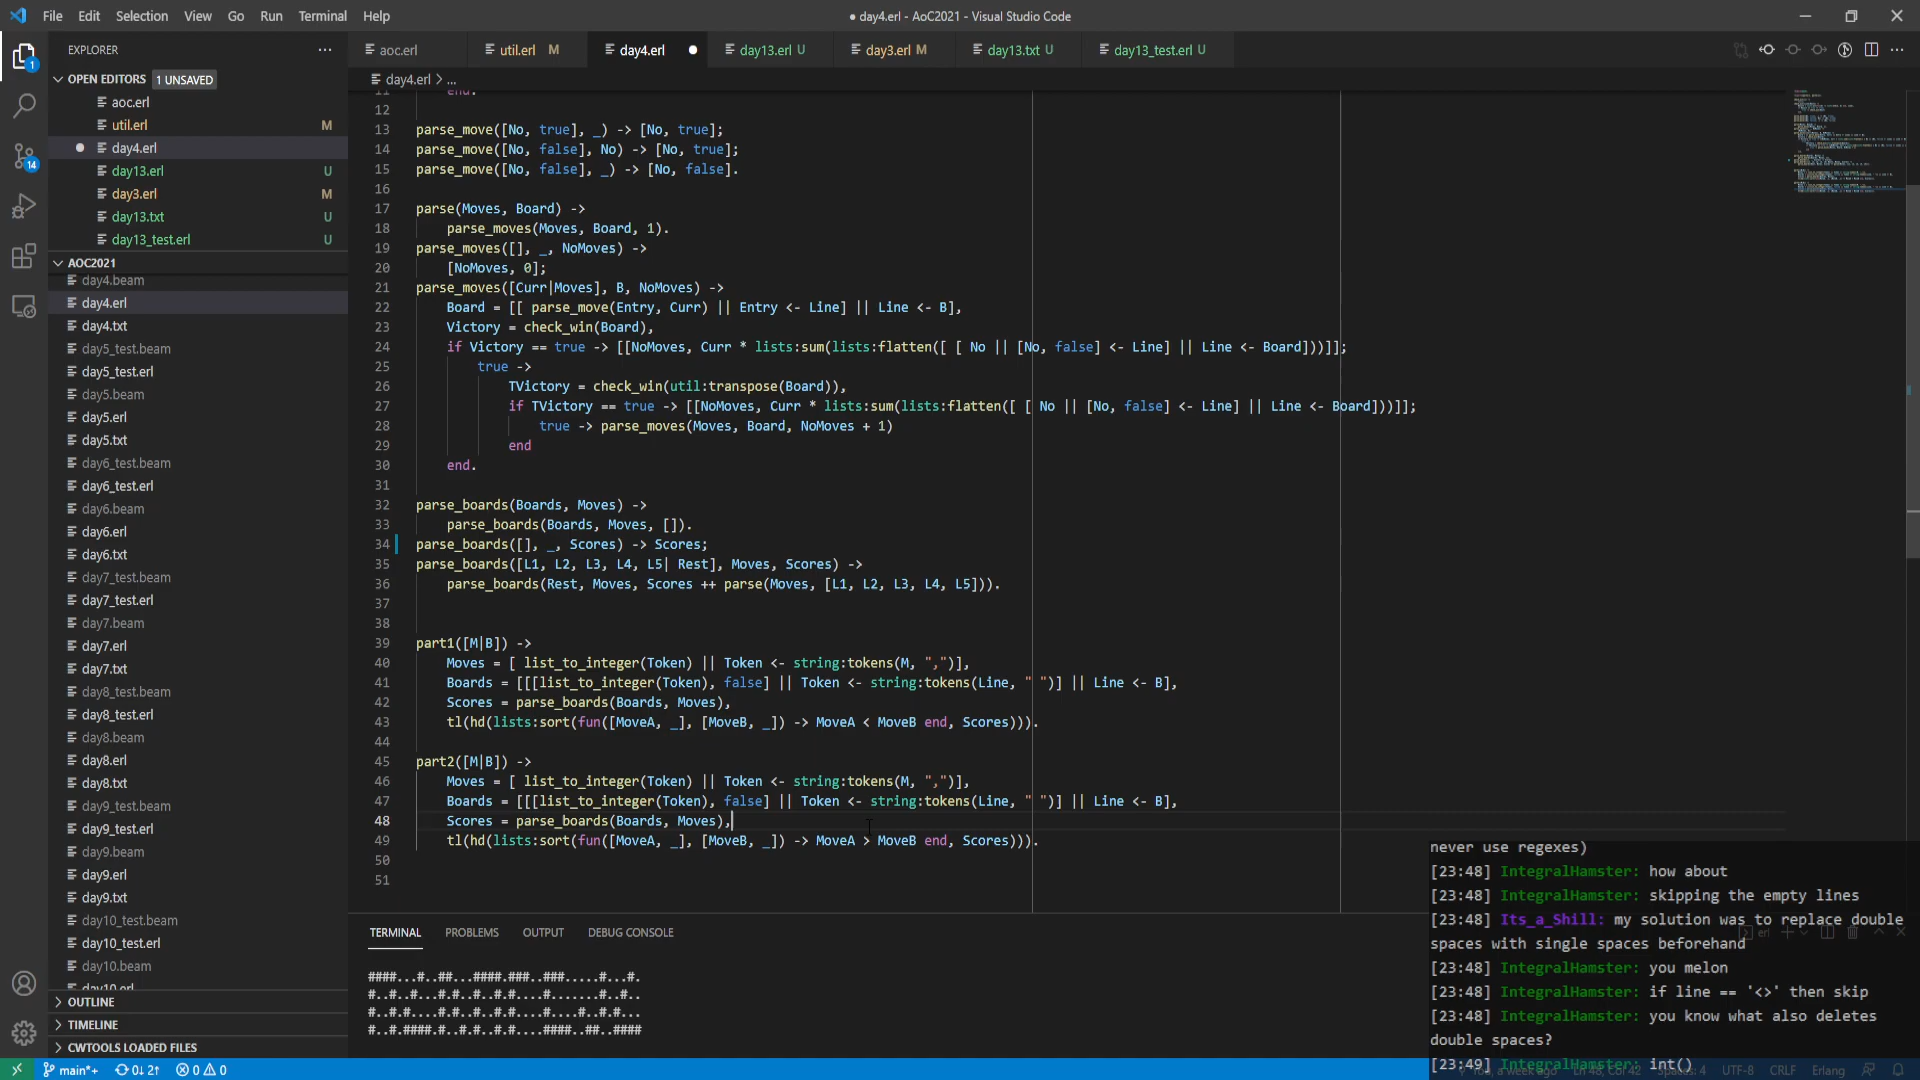 File Edit Selection View Go Run Terminal Help
● day4.erl - AoC2021 - Visual Studio Code
EXPLORER
OPEN EDITORS 1 UNSAVED
aoc.erl
util.erl M
day4.erl
day13.erl U
day3.erl M
day13.txt U
day13_test.erl U
AOC2021
day4.beam
day4.erl
day4.txt
day5_test.beam
day5_test.erl
day5.beam
day5.erl
day5.txt
day6_test.beam
day6_test.erl
day6.beam
day6.erl
day6.txt
day7_test.beam
day7_test.erl
day7.beam
day7.erl
day7.txt
day8_test.beam
day8_test.erl
day8.beam
day8.erl
day8.txt
day9_test.beam
day9_test.erl
day9.beam
day9.erl
day9.txt
day10_test.beam
day10_test.erl
day10.beam
day10.erl
OUTLINE
TIMELINE
CWTOOLS LOADED FILES
aoc.erl util.erl M day4.erl ● day13.erl U day3.erl M day13.txt U day13_test.erl U
day4.erl > ...
11 end.
12
13 parse_move([No, true], _) -> [No, true];
14 parse_move([No, false], No) -> [No, true];
15 parse_move([No, false], _) -> [No, false].
16
17 parse(Moves, Board) ->
18 parse_moves(Moves, Board, 1).
19 parse_moves([], _, NoMoves) ->
20 [NoMoves, 0];
21 parse_moves([Curr|Moves], B, NoMoves) ->
22 Board = [[ parse_move(Entry, Curr) || Entry <- Line] || Line <- B],
23 Victory = check_win(Board),
24 if Victory == true -> [[NoMoves, Curr * lists:sum(lists:flatten([ [ No || [No, false] <- Line] || Line <- Board]))]];
25 true ->
26 TVictory = check_win(util:transpose(Board)),
27 if TVictory == true -> [[NoMoves, Curr * lists:sum(lists:flatten([ [ No || [No, false] <- Line] || Line <- Board]))]];
28 true -> parse_moves(Moves, Board, NoMoves + 1)
29 end
30 end.
31
32 parse_boards(Boards, Moves) ->
33 parse_boards(Boards, Moves, []).
34 parse_boards([], _, Scores) -> Scores;
35 parse_boards([L1, L2, L3, L4, L5| Rest], Moves, Scores) ->
36 parse_boards(Rest, Moves, Scores ++ parse(Moves, [L1, L2, L3, L4, L5])).
37
38
39 part1([M|B]) ->
40 Moves = [ list_to_integer(Token) || Token <- string:tokens(M, ",")],
41 Boards = [[[list_to_integer(Token), false] || Token <- string:tokens(Line, " ")] || Line <- B],
42 Scores = parse_boards(Boards, Moves),
43 tl(hd(lists:sort(fun([MoveA, _], [MoveB, _]) -> MoveA < MoveB end, Scores))).
44
45 part2([M|B]) ->
46 Moves = [ list_to_integer(Token) || Token <- string:tokens(M, ",")],
47 Boards = [[[list_to_integer(Token), false] || Token <- string:tokens(Line, " ")] || Line <- B],
48 Scores = parse_boards(Boards, Moves),
49 tl(hd(lists:sort(fun([MoveA, _], [MoveB, _]) -> MoveA > MoveB end, Scores))).
50
51
TERMINAL PROBLEMS OUTPUT DEBUG CONSOLE
####...#..##...####.###..###.....#...#.
#..#..#...#.#..#..#.#....#.......#..#..
#..#.#....#.#..#..#.#....#....#..#.#...
#..#.####.#.#..#.#..#....####..##..####
never use regexes)
[23:48] IntegralHamster: how about
[23:48] IntegralHamster: skipping the empty lines
[23:48] Its_a_Shill: my solution was to replace double
spaces with single spaces beforehand
[23:48] IntegralHamster: you melon
[23:48] IntegralHamster: if line == '<>' then skip
[23:48] IntegralHamster: you know what also deletes
double spaces?
[23:49] IntegralHamster: int()
main*+ 0↓ 2↑ 0 0
You, a week ago Ln 48, Col 42 Spaces: 4 UTF-8 CRLF Erlang